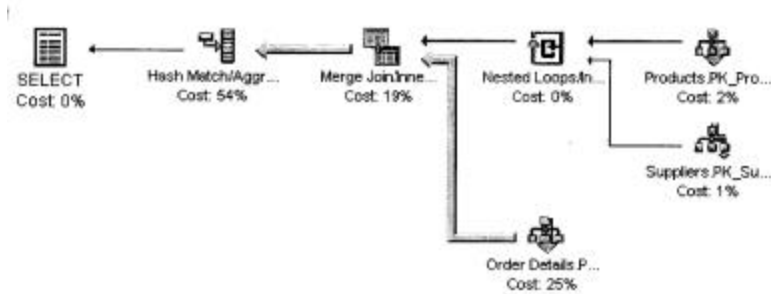 SELECT
Cost: 0%
Hash Match/Aggr...
Cost: 54%
Merge Join/Inne...
Cost: 19%
Nested Loops/In...
Cost: 0%
Products.PK_Pro...
Cost: 2%
Suppliers.PK_Su...
Cost: 1%
Order Details.P...
Cost: 25%